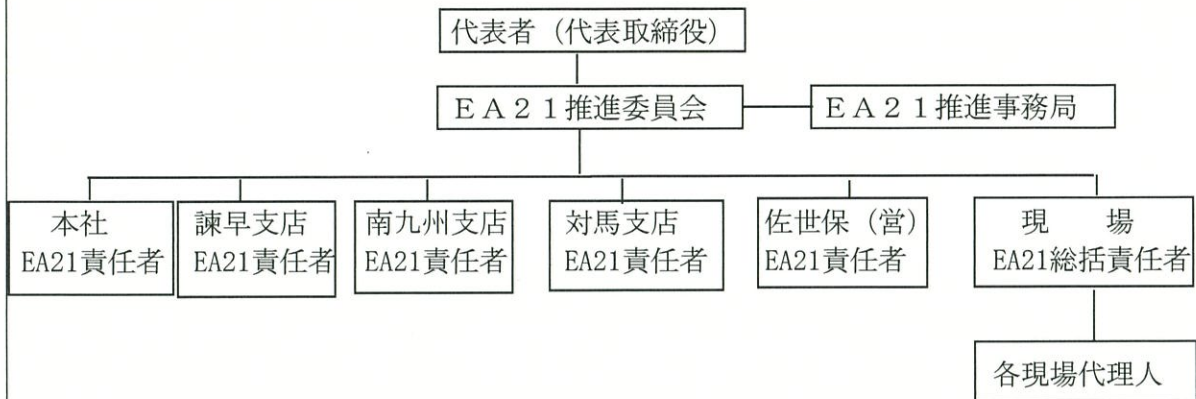 代表者（代表取締役）
ＥＡ２１推進委員会
ＥＡ２１推進事務局
本社
EA21責任者
諫早支店
EA21責任者
南九州支店
EA21責任者
対馬支店
EA21責任者
佐世保（営）
EA21責任者
現　　場
EA21総括責任者
各現場代理人